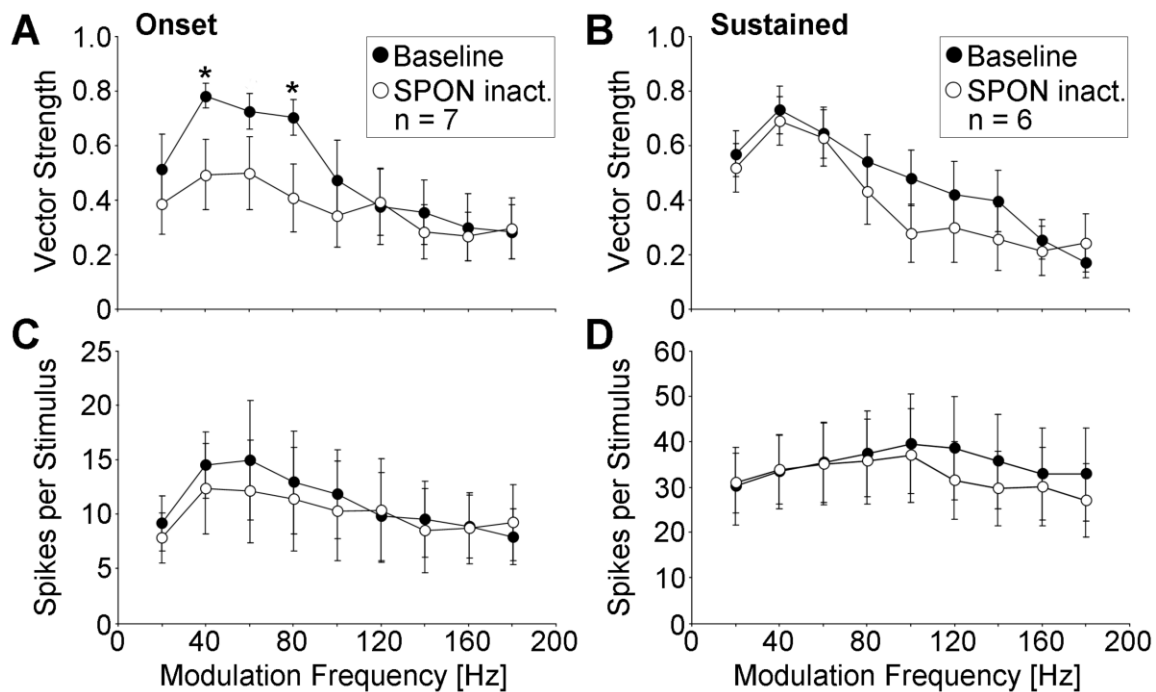 A Onset
Baseline
SPON inact.
n = 7
* *
Vector Strength
1.0
0.8
0.6
0.4
0.2
0
B Sustained
Baseline
SPON inact.
n = 6
Vector Strength
1.0
0.8
0.6
0.4
0.2
0
C
Spikes per Stimulus
25
20
15
10
5
0
0 40 80 120 160 200
Modulation Frequency [Hz]
D
Spikes per Stimulus
60
50
40
30
20
10
0
0 40 80 120 160 200
Modulation Frequency [Hz]